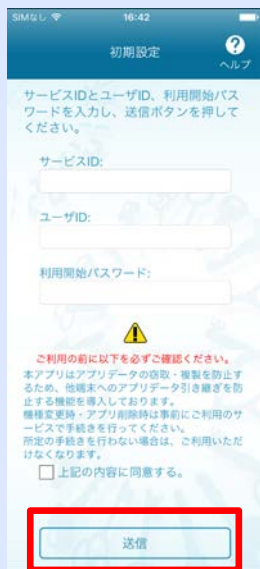 SIMなし 16:42
初期設定
?
ヘルプ
サービスIDとユーザID、利用開始パス
ワードを入力し、送信ボタンを押して
ください。
サービスID:
ユーザID:
利用開始パスワード:
ご利用の前に以下を必ずご確認ください。
本アプリはアプリデータの窃取・複製を防止す
るため、他端末へのアプリデータ引き継ぎを防
止する機能を導入しております。
機種変更時・アプリ削除時は事前にご利用のサ
ービスで手続きを行ってください。
所定の手続きを行わない場合は、ご利用いただ
けなくなります。
上記の内容に同意する。
送信